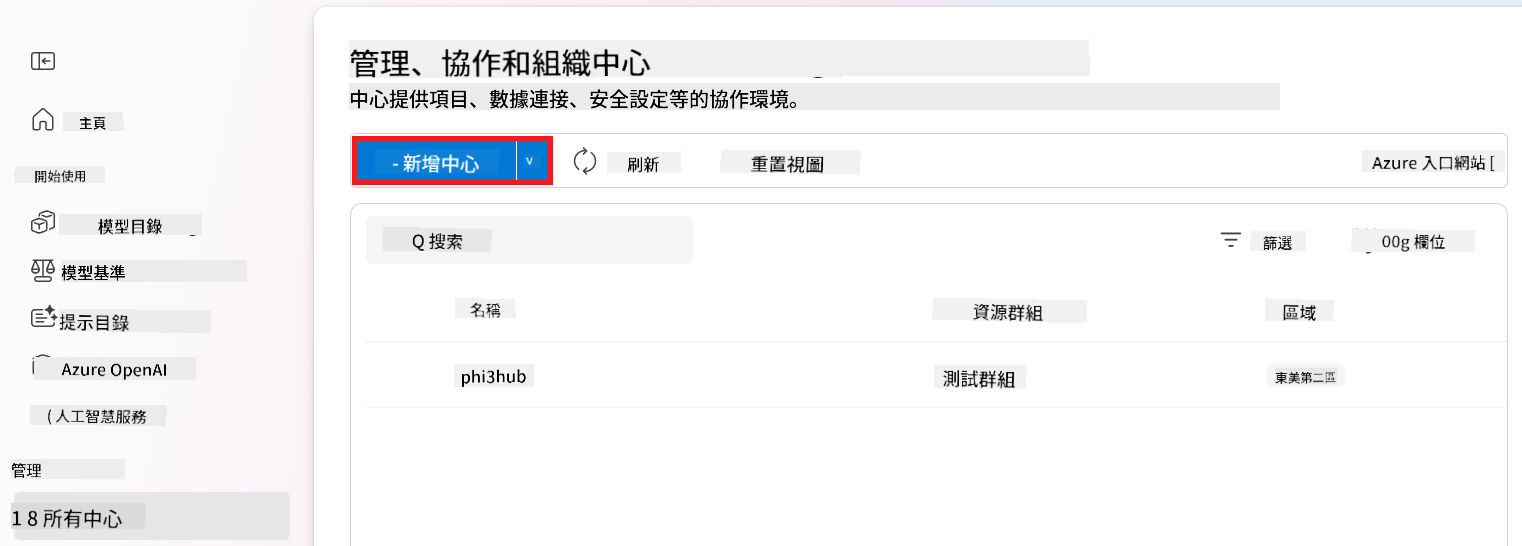 主頁
開始使用
模型目錄
模型基準
提示目錄
Azure OpenAI
( 人工智慧服務
管理
1 8 所有中心
管理、協作和組織中心
中心提供項目、數據連接、安全設定等的協作環境。
- 新增中心 v
刷新
重置視圖
Azure 入口網站 [
Q 搜索
篩選
00g 欄位
名稱 資源群組 區域
phi3hub 測試群組 東美第二區